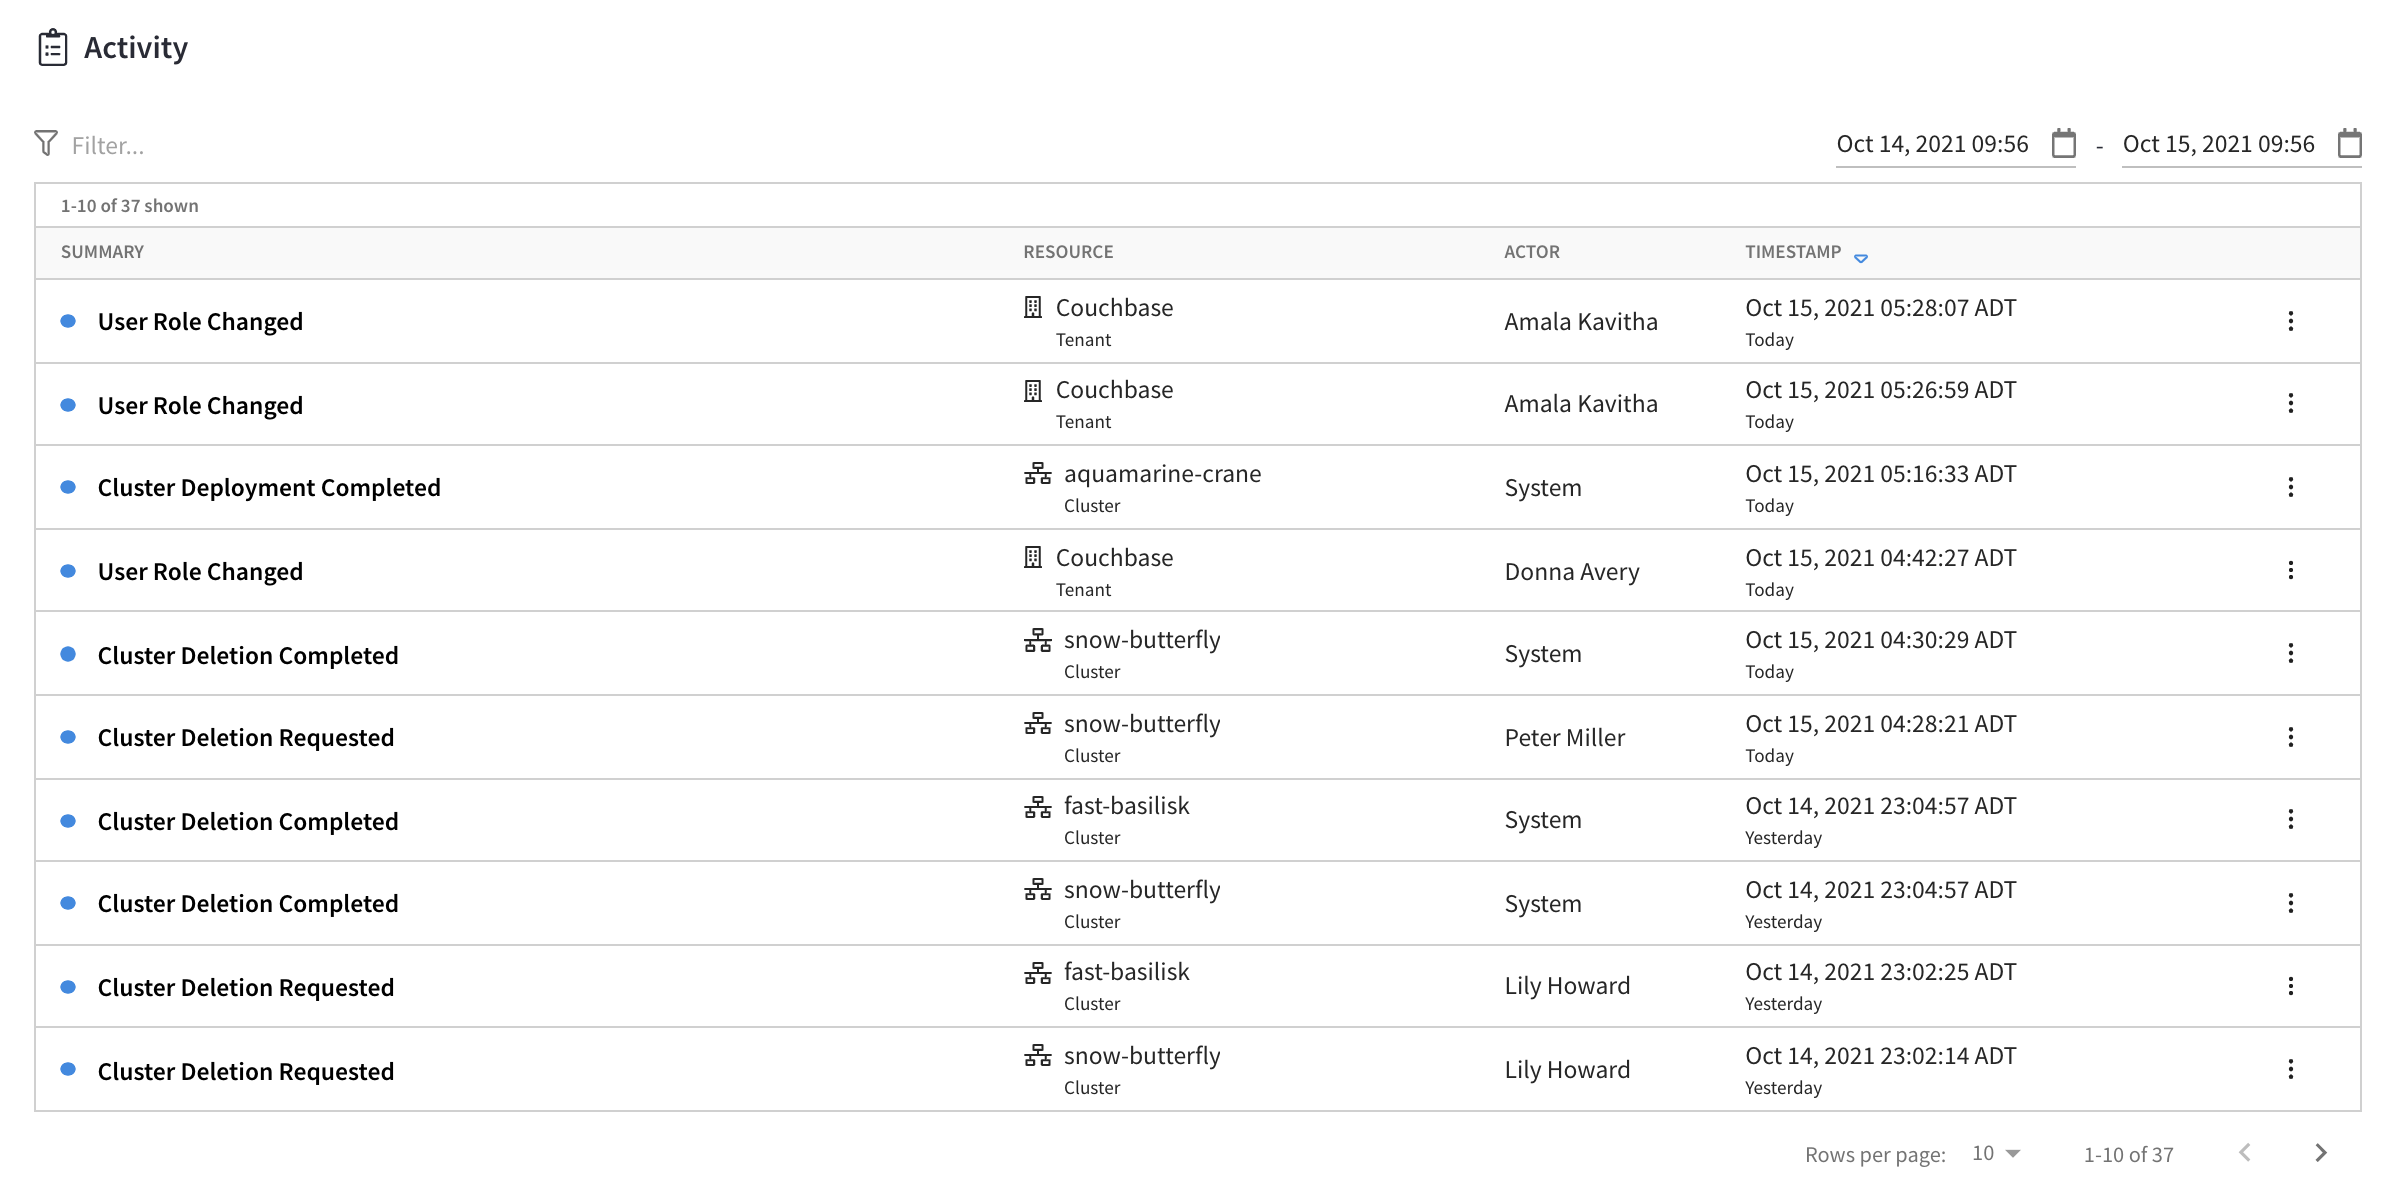 Activity
Filter...
Oct 14, 2021 09:56 - Oct 15, 2021 09:56
1-10 of 37 shown
SUMMARY RESOURCE ACTOR TIMESTAMP
User Role Changed Couchbase Amala Kavitha Oct 15, 2021 05:28:07 ADT
Tenant Today
User Role Changed Couchbase Amala Kavitha Oct 15, 2021 05:26:59 ADT
Tenant Today
Cluster Deployment Completed aquamarine-crane System Oct 15, 2021 05:16:33 ADT
Cluster Today
User Role Changed Couchbase Donna Avery Oct 15, 2021 04:42:27 ADT
Tenant Today
Cluster Deletion Completed snow-butterfly System Oct 15, 2021 04:30:29 ADT
Cluster Today
Cluster Deletion Requested snow-butterfly Peter Miller Oct 15, 2021 04:28:21 ADT
Cluster Today
Cluster Deletion Completed fast-basilisk System Oct 14, 2021 23:04:57 ADT
Cluster Yesterday
Cluster Deletion Completed snow-butterfly System Oct 14, 2021 23:04:57 ADT
Cluster Yesterday
Cluster Deletion Requested fast-basilisk Lily Howard Oct 14, 2021 23:02:25 ADT
Cluster Yesterday
Cluster Deletion Requested snow-butterfly Lily Howard Oct 14, 2021 23:02:14 ADT
Cluster Yesterday
Rows per page: 10 1-10 of 37